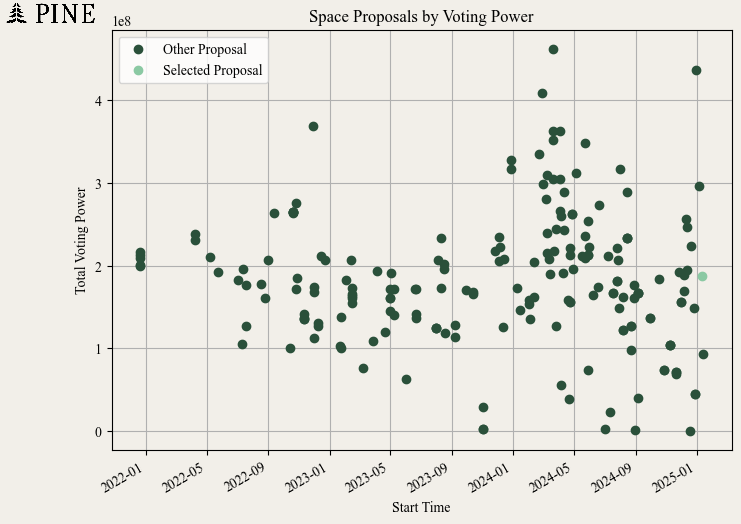 PINE
Space Proposals by Voting Power
1e8
Other Proposal
Selected Proposal
4
3
2
1
0
Total Voting Power
2022-01
2022-05
2022-09
2023-01
2023-05
2023-09
2024-01
2024-05
2024-09
2025-01
Start Time